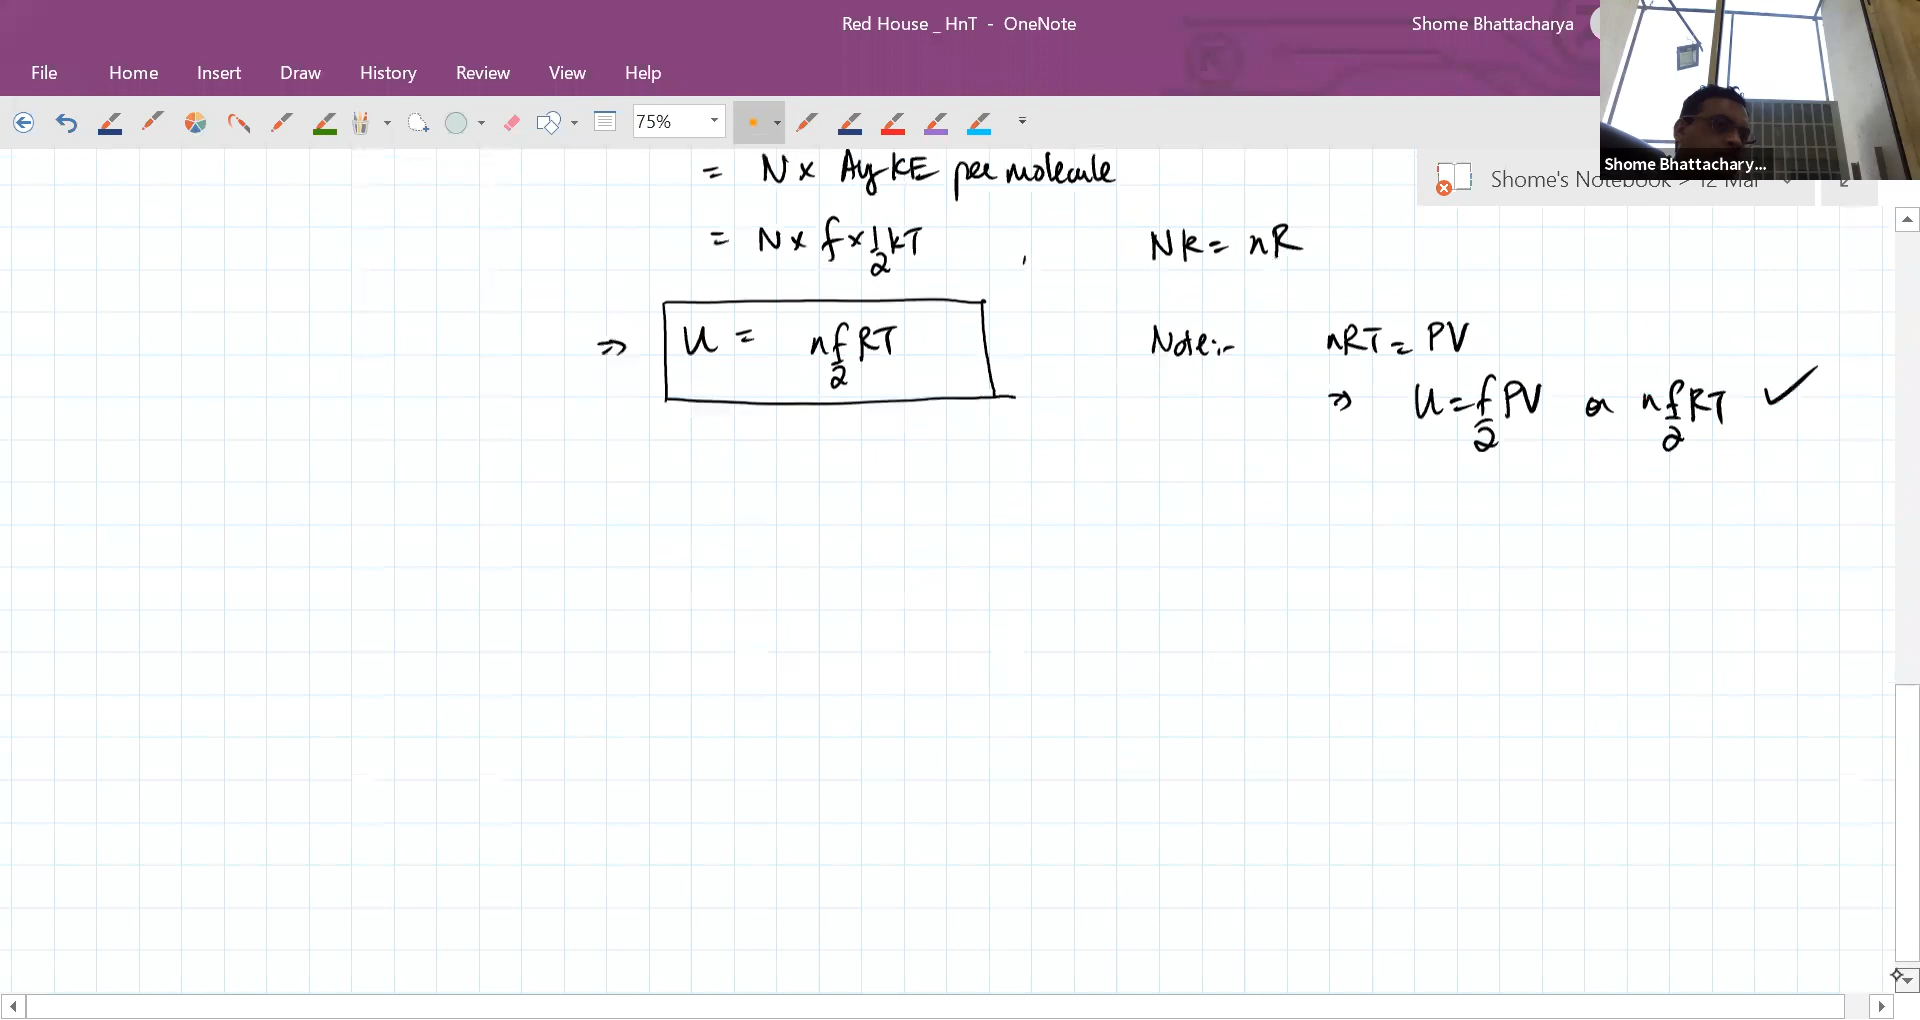 Red House _ HnT - OneNote
Shome Bhattacharya
File Home Insert Draw History Review View Help
75%
Shome Bhattachary...
Shome's Notebook > 12 Mar
= N x Avg KE per molecule
= N x f x 1/2 kT
Nk = nR
⇒ U = n f/2 RT
Note:- nRT = PV
⇒ U = f/2 PV or n f/2 RT ✓